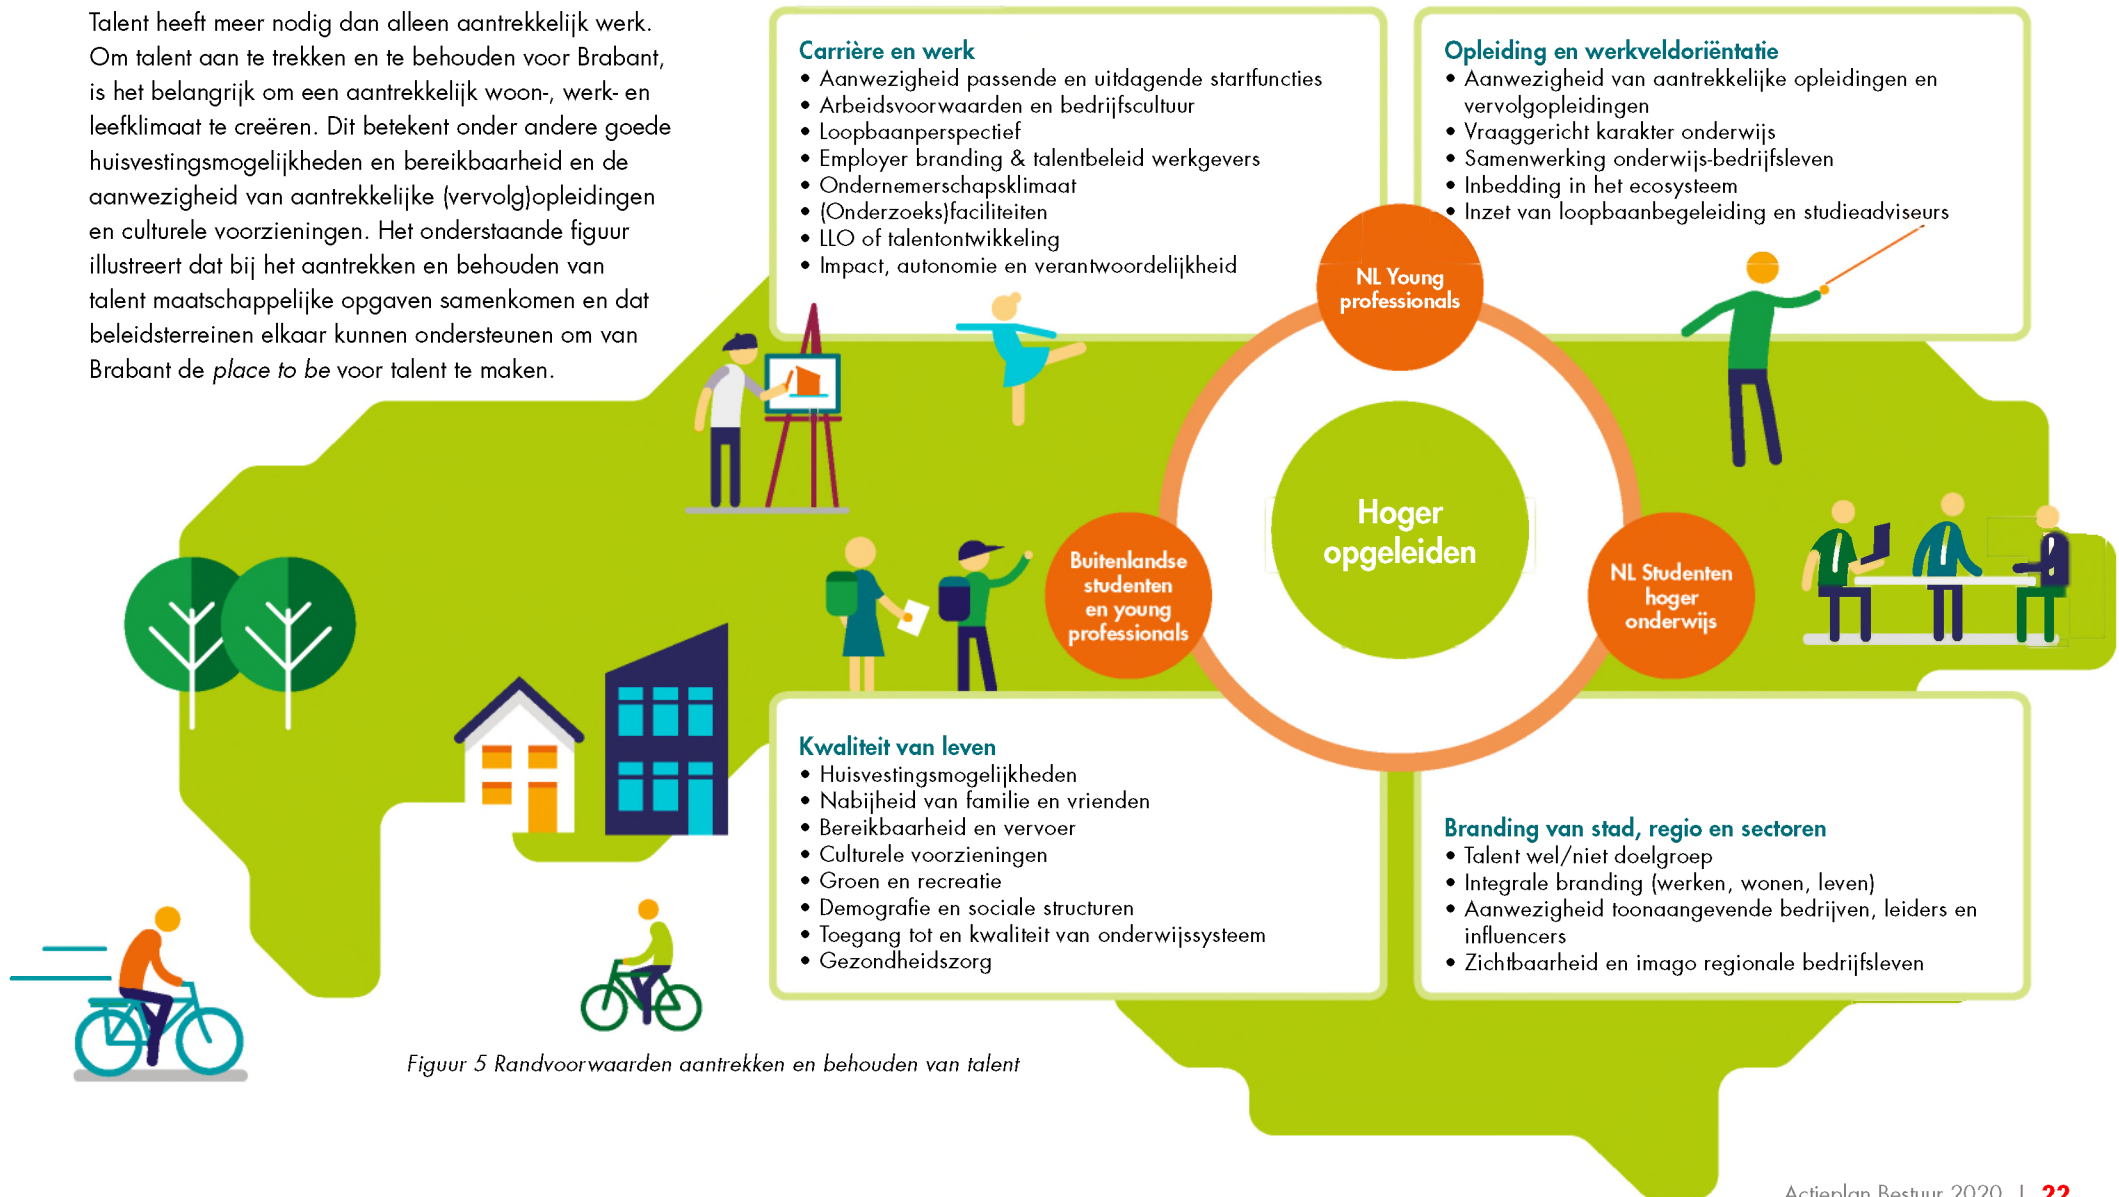 Talent heeft meer nodig dan alleen aantrekkelijk werk.
Om talent aan te trekken en te behouden voor Brabant,
is het belangrijk om een aantrekkelijk woon-, werk- en
leefklimaat te creëren. Dit betekent onder andere goede
huisvestingsmogelijkheden en bereikbaarheid en de
aanwezigheid van aantrekkelijke (vervolg)opleidingen
en culturele voorzieningen. Het onderstaande figuur
illustreert dat bij het aantrekken en behouden van
talent maatschappelijke opgaven samenkomen en dat
beleidsterreinen elkaar kunnen ondersteunen om van
Brabant de place to be voor talent te maken.
Carrière en werk
• Aanwezigheid passende en uitdagende startfuncties
• Arbeidsvoorwaarden en bedrijfscultuur
• Loopbaanperspectief
• Employer branding & talentbeleid werkgevers
• Ondernemerschapsklimaat
• (Onderzoeks)faciliteiten
• LLO of talentontwikkeling
• Impact, autonomie en verantwoordelijkheid
Opleiding en werkveldoriëntatie
• Aanwezigheid van aantrekkelijke opleidingen en
vervolgopleidingen
• Vraaggericht karakter onderwijs
• Samenwerking onderwijs-bedrijfsleven
• Inbedding in het ecosysteem
• Inzet van loopbaanbegeleiding en studieadviseurs
NL Young
professionals
Hoger
opgeleiden
Buitenlandse
studenten
en young
professionals
NL Studenten
hoger
onderwijs
Kwaliteit van leven
• Huisvestingsmogelijkheden
• Nabijheid van familie en vrienden
• Bereikbaarheid en vervoer
• Culturele voorzieningen
• Groen en recreatie
• Demografie en sociale structuren
• Toegang tot en kwaliteit van onderwijssysteem
• Gezondheidszorg
Branding van stad, regio en sectoren
• Talent wel/niet doelgroep
• Integrale branding (werken, wonen, leven)
• Aanwezigheid toonaangevende bedrijven, leiders en
influencers
• Zichtbaarheid en imago regionale bedrijfsleven
Figuur 5 Randvoorwaarden aantrekken en behouden van talent
Actieplan Bestuur 2020 | 22